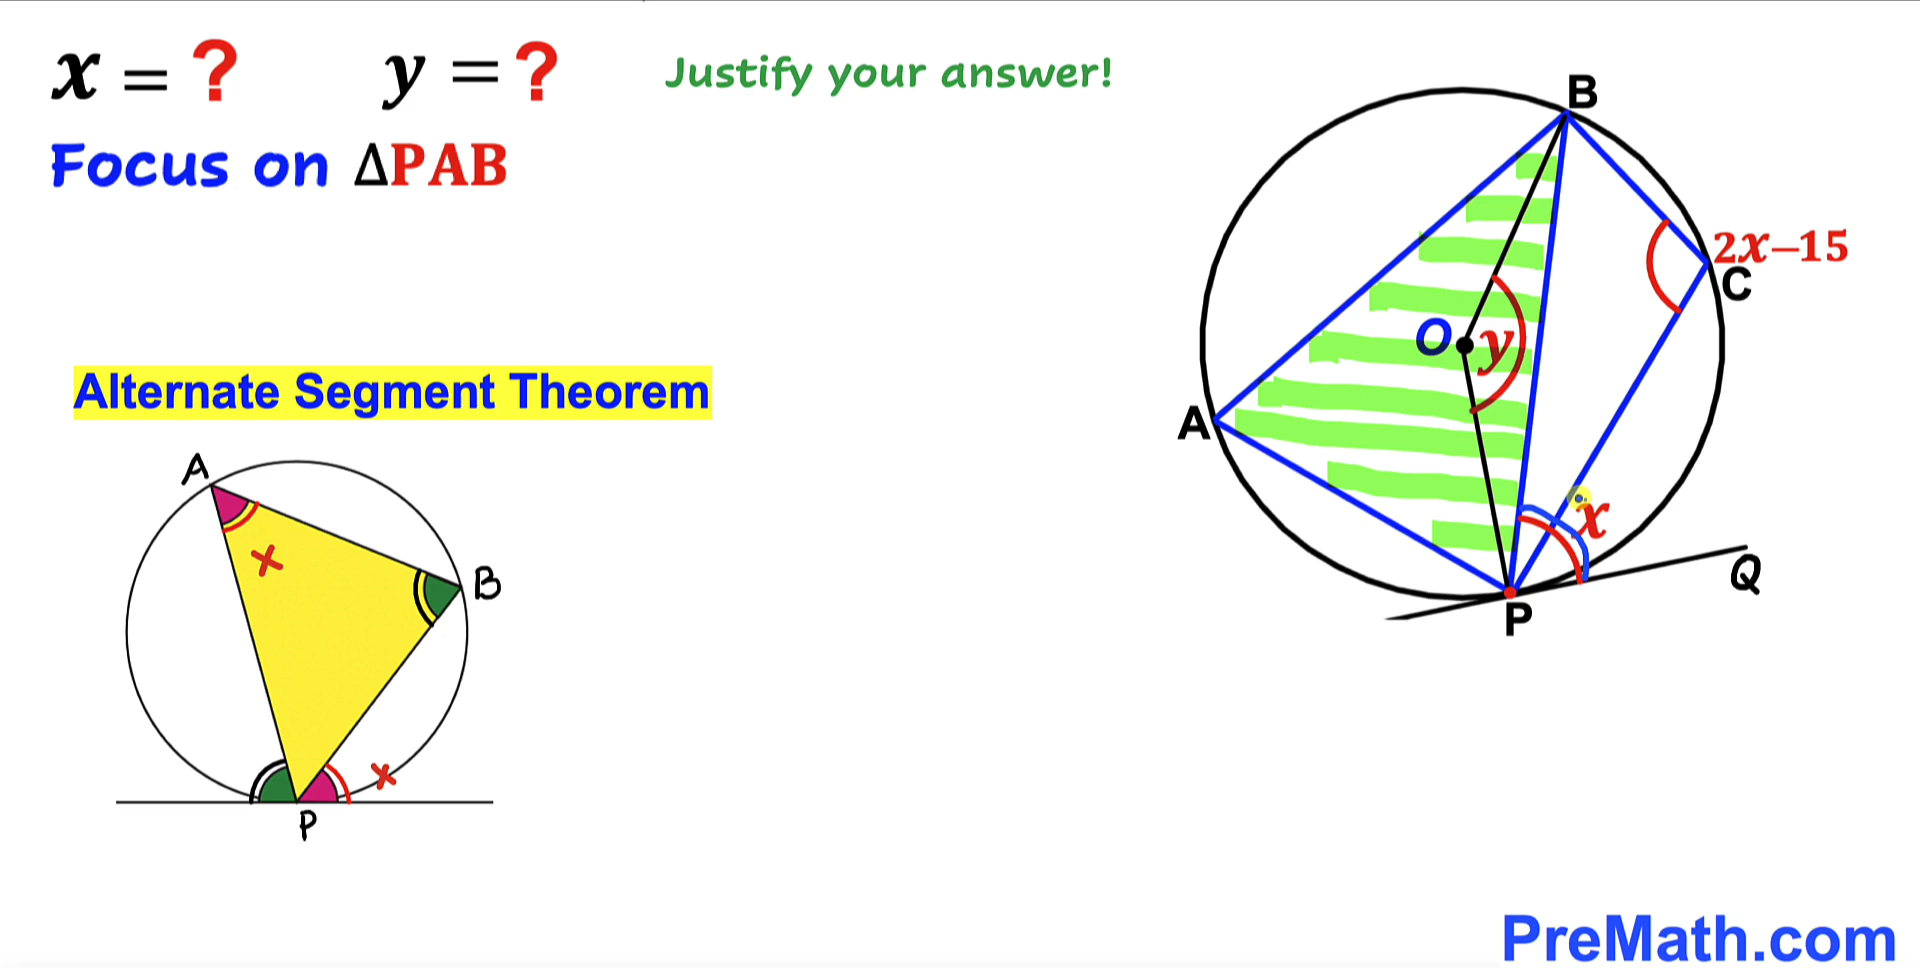 x = ? y = ? Justify your answer!
Focus on ΔPAB
Alternate Segment Theorem
A
x
B
x
P
B
2x–15
C
O y
A
x
Q
P
PreMath.com